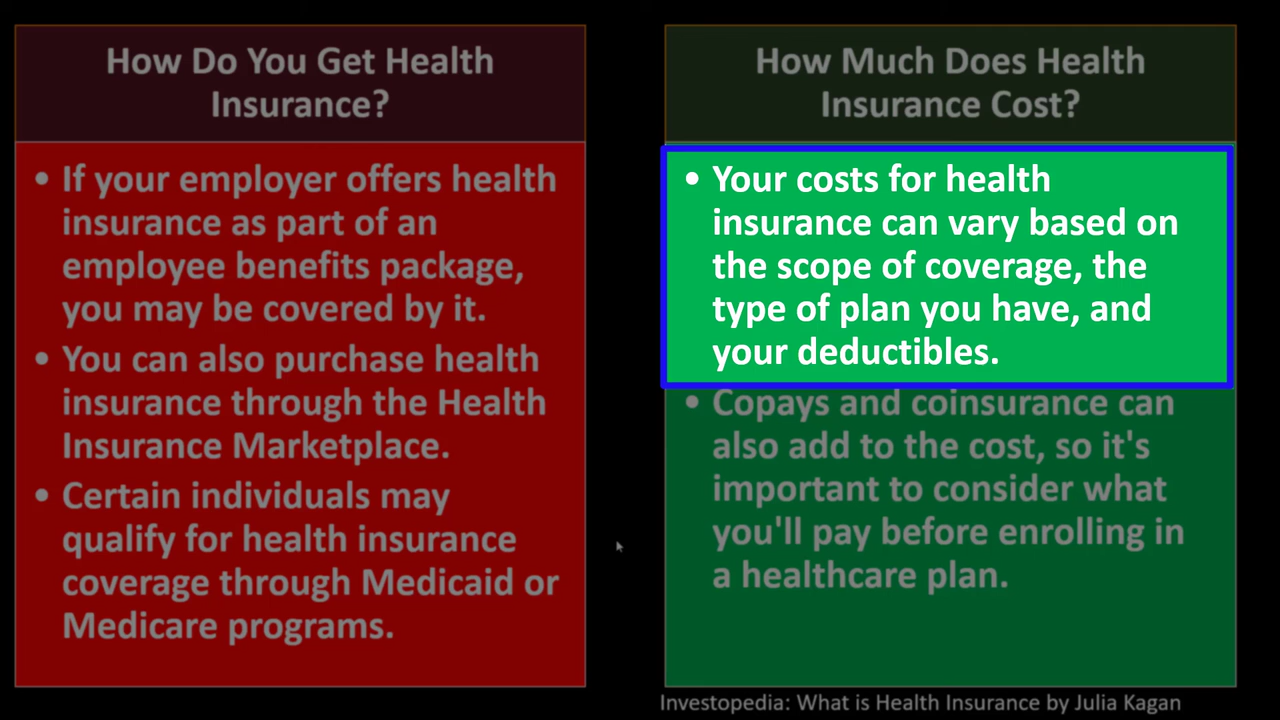 How Do You Get Health
Insurance?
• If your employer offers health
insurance as part of an
employee benefits package,
you may be covered by it.
• You can also purchase health
insurance through the Health
Insurance Marketplace.
• Certain individuals may
qualify for health insurance
coverage through Medicaid or
Medicare programs.
How Much Does Health
Insurance Cost?
• Your costs for health
insurance can vary based on
the scope of coverage, the
type of plan you have, and
your deductibles.
• Copays and coinsurance can
also add to the cost, so it's
important to consider what
you'll pay before enrolling in
a healthcare plan.
Investopedia: What is Health Insurance by Julia Kagan